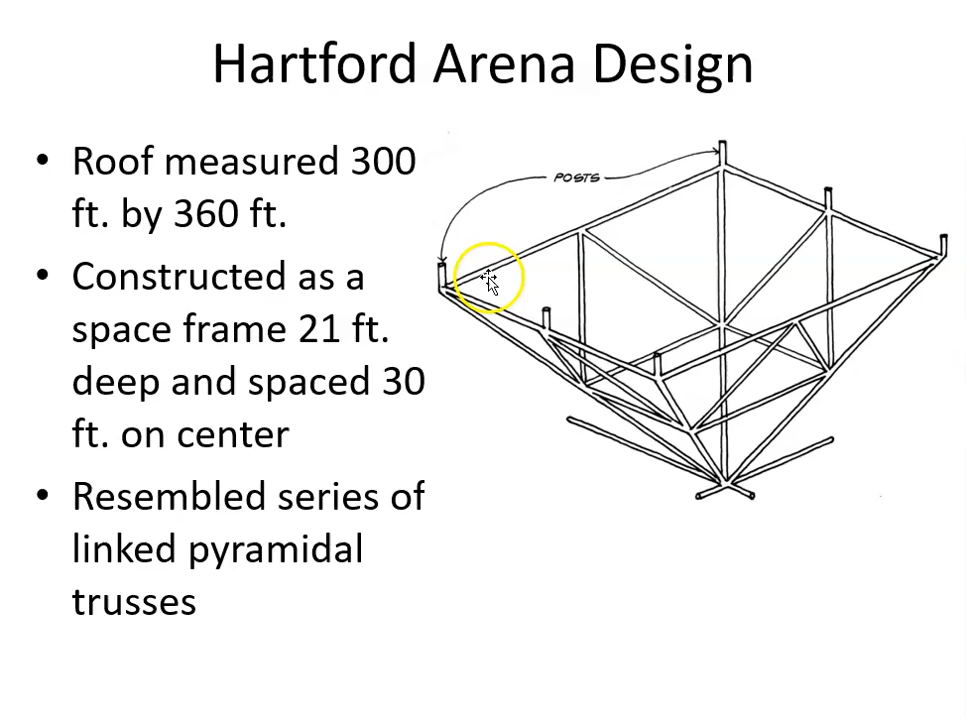 Hartford Arena Design
• Roof measured 300
ft. by 360 ft.
• Constructed as a
space frame 21 ft.
deep and spaced 30
ft. on center
• Resembled series of
linked pyramidal
trusses
POSTS